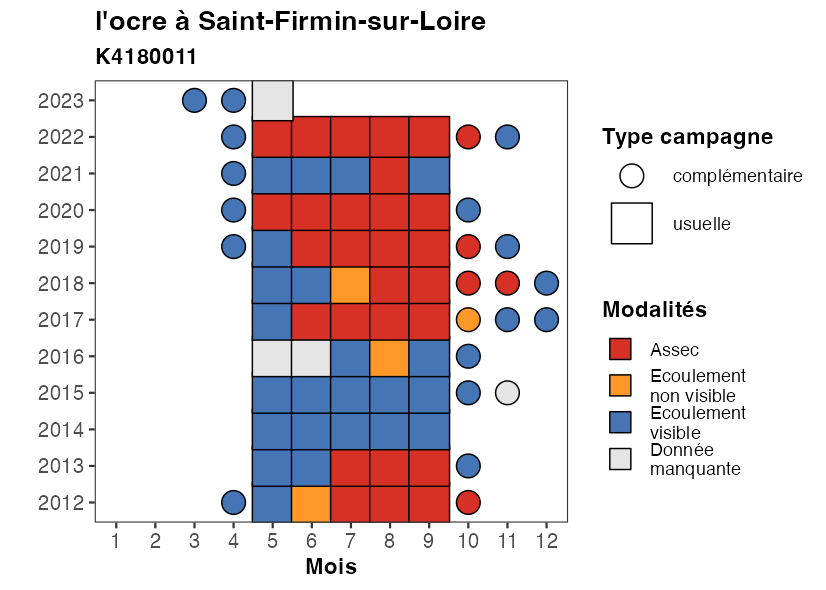 l'ocre à Saint-Firmin-sur-Loire
K4180011
2023
2022
2021
2020
2019
2018
2017
2016
2015
2014
2013
2012
1 2 3 4 5 6 7 8 9 10 11 12
Mois
Type campagne
complémentaire
usuelle
Modalités
Assec
Ecoulement
non visible
Ecoulement
visible
Donnée
manquante